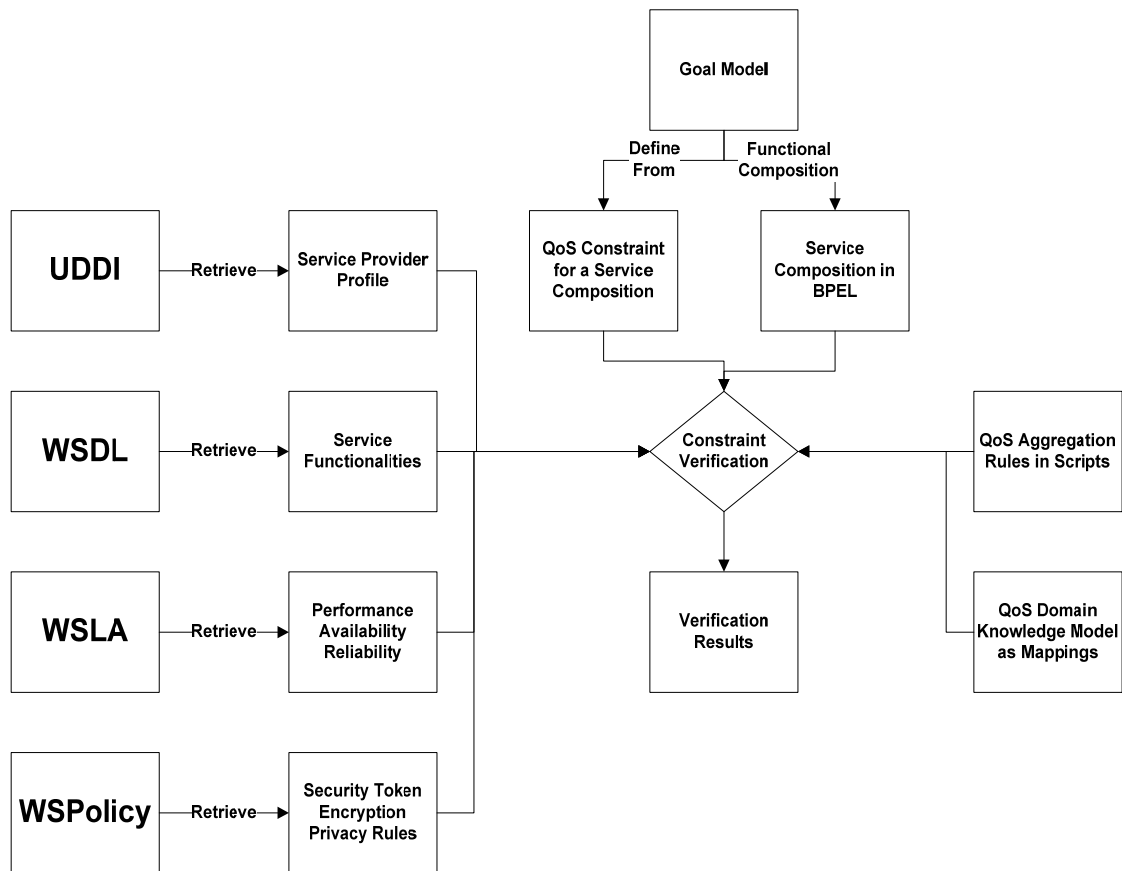 Goal Model
Define
From
Functional
Composition
UDDI
Retrieve
Service Provider
Profile
QoS Constraint
for a Service
Composition
Service
Composition in
BPEL
WSDL
Retrieve
Service
Functionalities
Constraint
Verification
QoS Aggregation
Rules in Scripts
WSLA
Retrieve
Performance
Availability
Reliability
Verification
Results
QoS Domain
Knowledge Model
as Mappings
WSPolicy
Retrieve
Security Token
Encryption
Privacy Rules